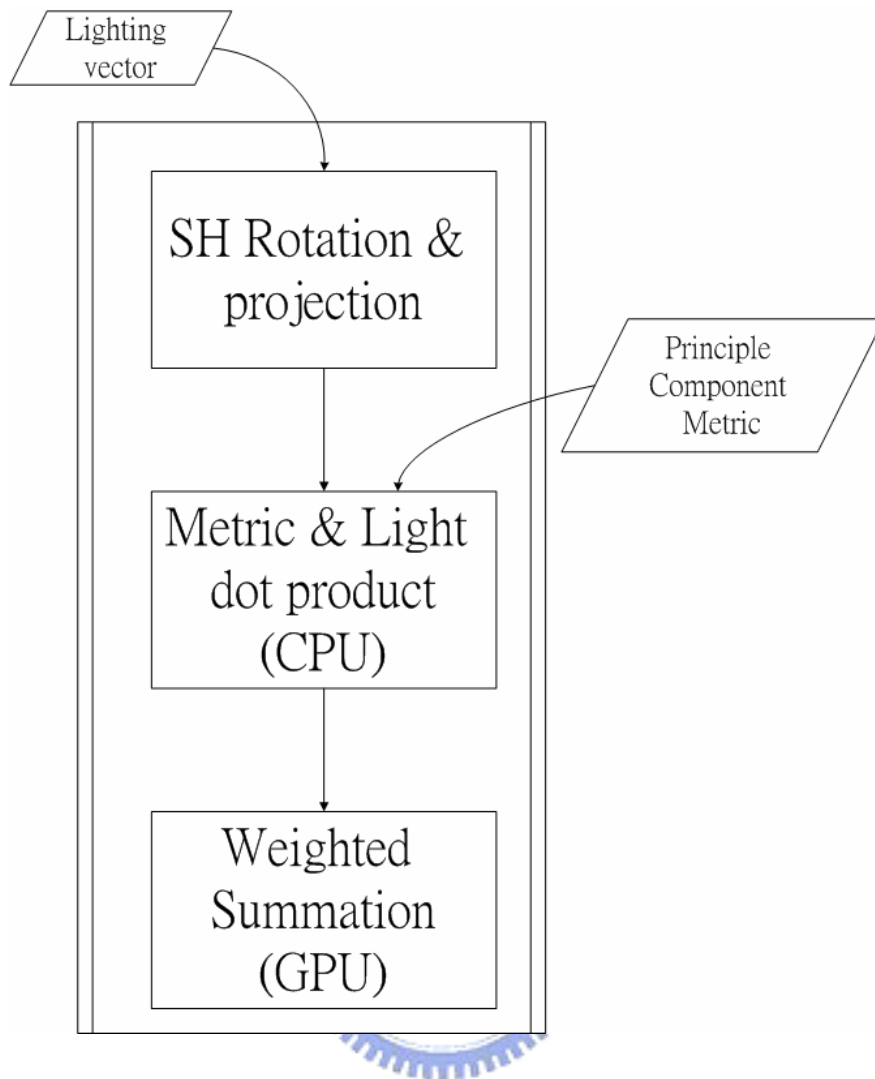 Lighting
vector
SH Rotation &
projection
Principle
Component
Metric
Metric & Light
dot product
(CPU)
Weighted
Summation
(GPU)